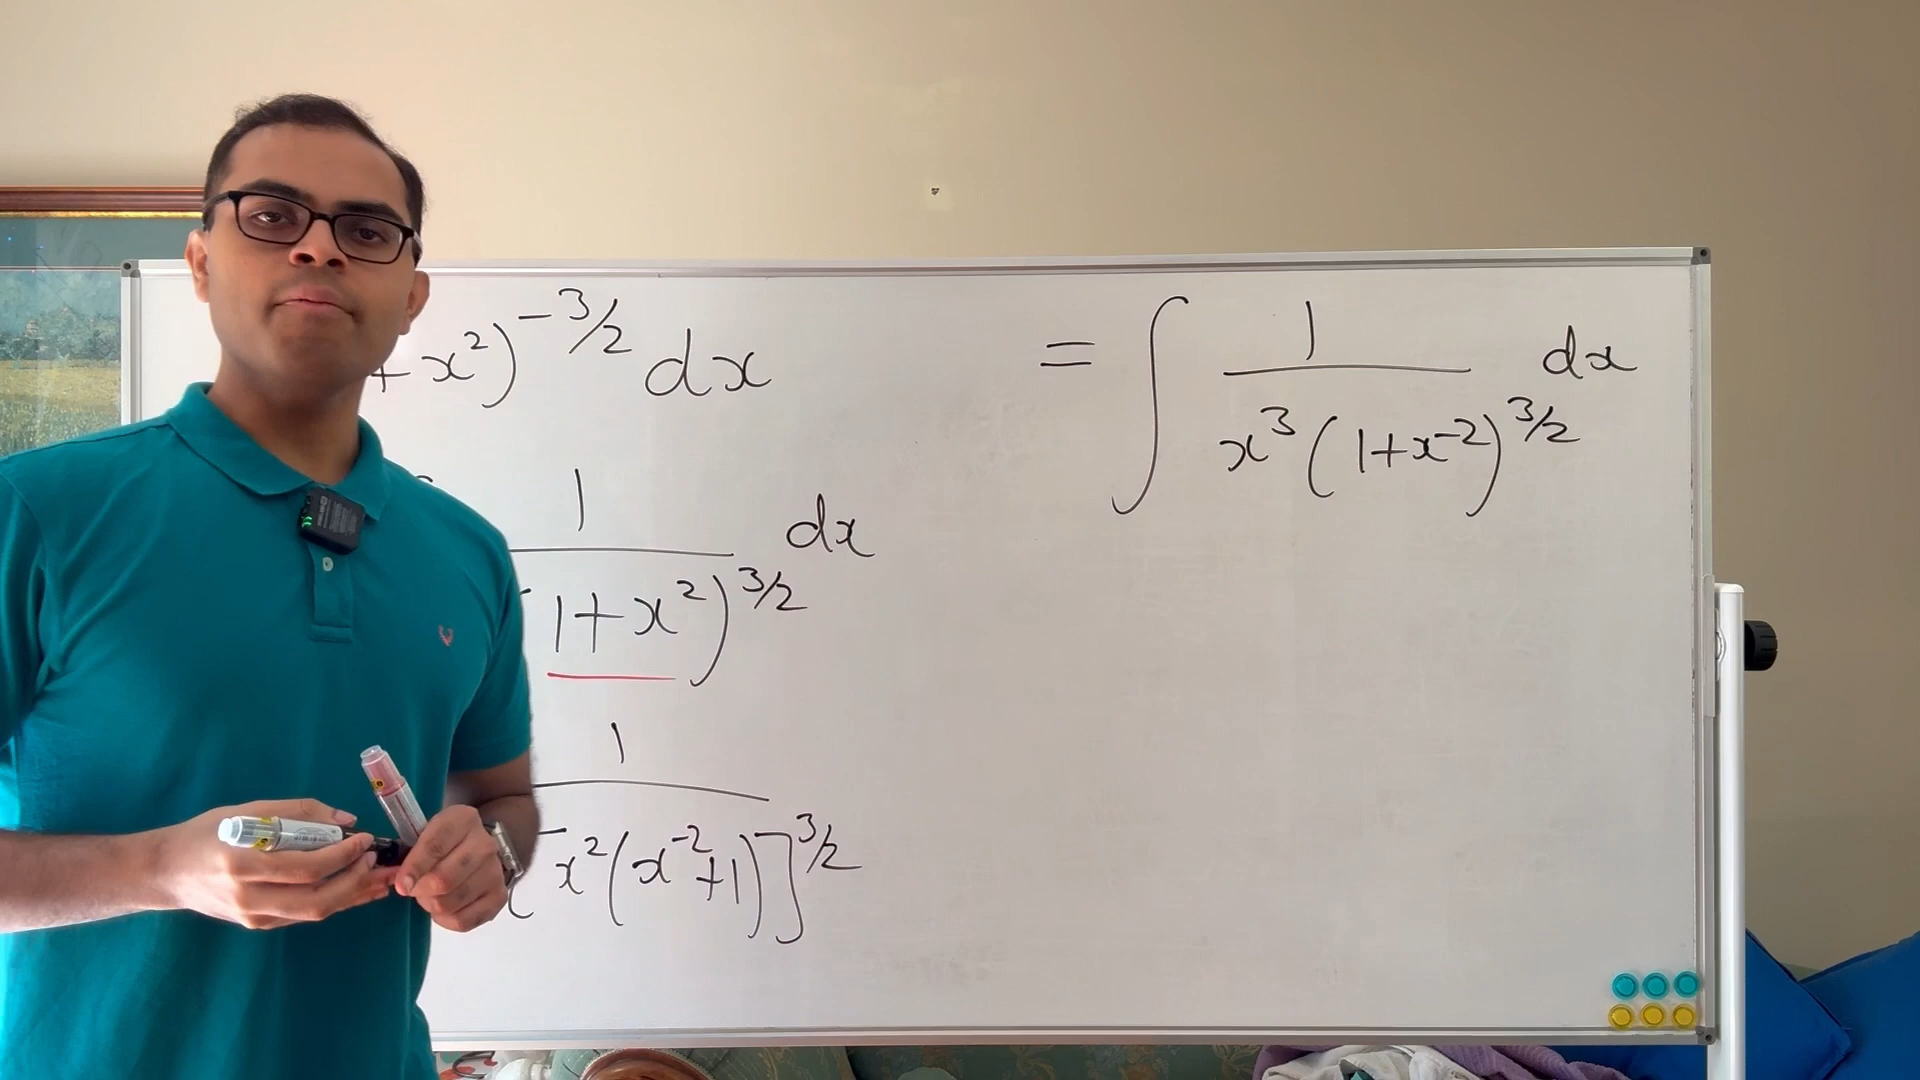 + x²)^-3/2 dx
1 / (1+x²)^3/2 dx
1 / [x²(x^-2+1)]^3/2
= ∫ 1 / x³(1+x^-2)^3/2 dx